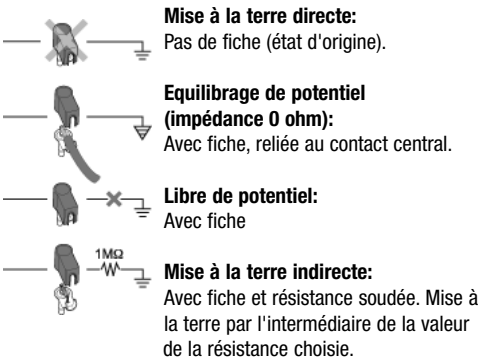 Mise à la terre directe:
Pas de fiche (état d'origine).
Equilibrage de potentiel
(impédance 0 ohm):
Avec fiche, reliée au contact central.
Libre de potentiel:
Avec fiche
1MΩ
Mise à la terre indirecte:
Avec fiche et résistance soudée. Mise à
la terre par l'intermédiaire de la valeur
de la résistance choisie.